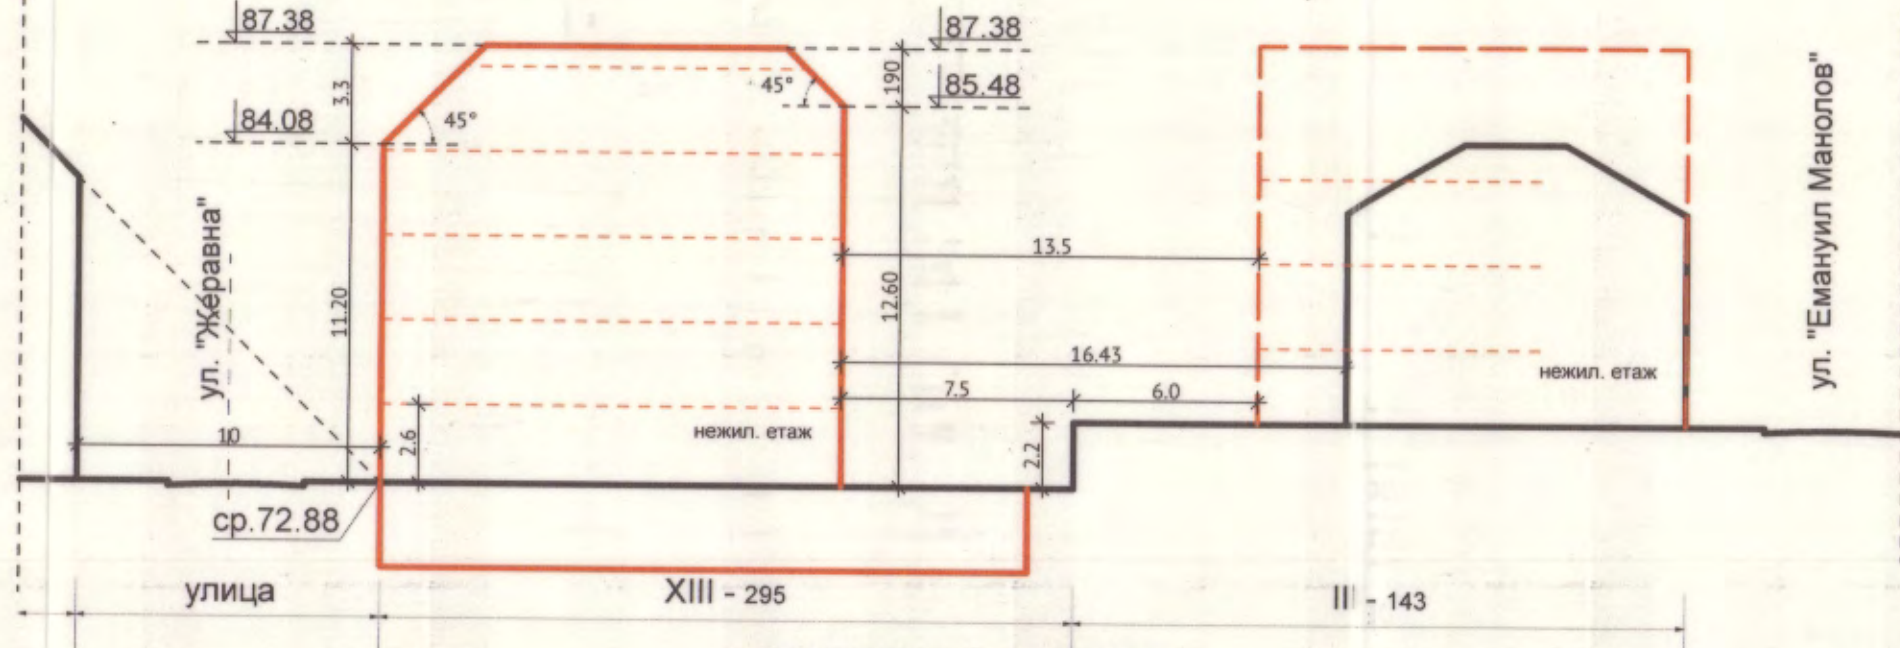 87.38
87.38
3.3
45°
45°
190
85.48
84.08
45°
ул. "Жеравна"
11.20
12.60
13.5
16.43
7.5
6.0
10
2.6
нежил. етаж
2.2
нежил. етаж
ул. "Емануил Манолов"
ср.72.88
улица
XIII - 295
III - 143